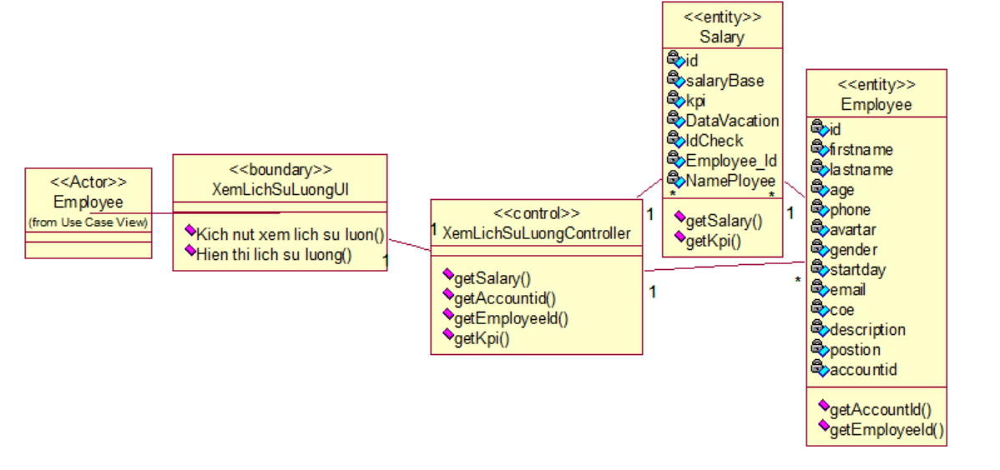 <<Actor>>
Employee
(from Use Case View)
<<boundary>>
XemLichSuLuongUI
Kich nut xem lich su luon()
Hien thi lich su luong()
1
1
<<control>>
XemLichSuLuongController
getSalary()
getAccountid()
getEmployeeId()
getKpi()
1
*
1
*
<<entity>>
Salary
id
salaryBase
kpi
DataVacation
IdCheck
Employee_Id
NamePloyee
*
1
getSalary()
getKpi()
<<entity>>
Employee
id
firstname
lastname
age
phone
avartar
gender
startday
email
coe
description
postion
accountid
getAccountId()
getEmployeeId()